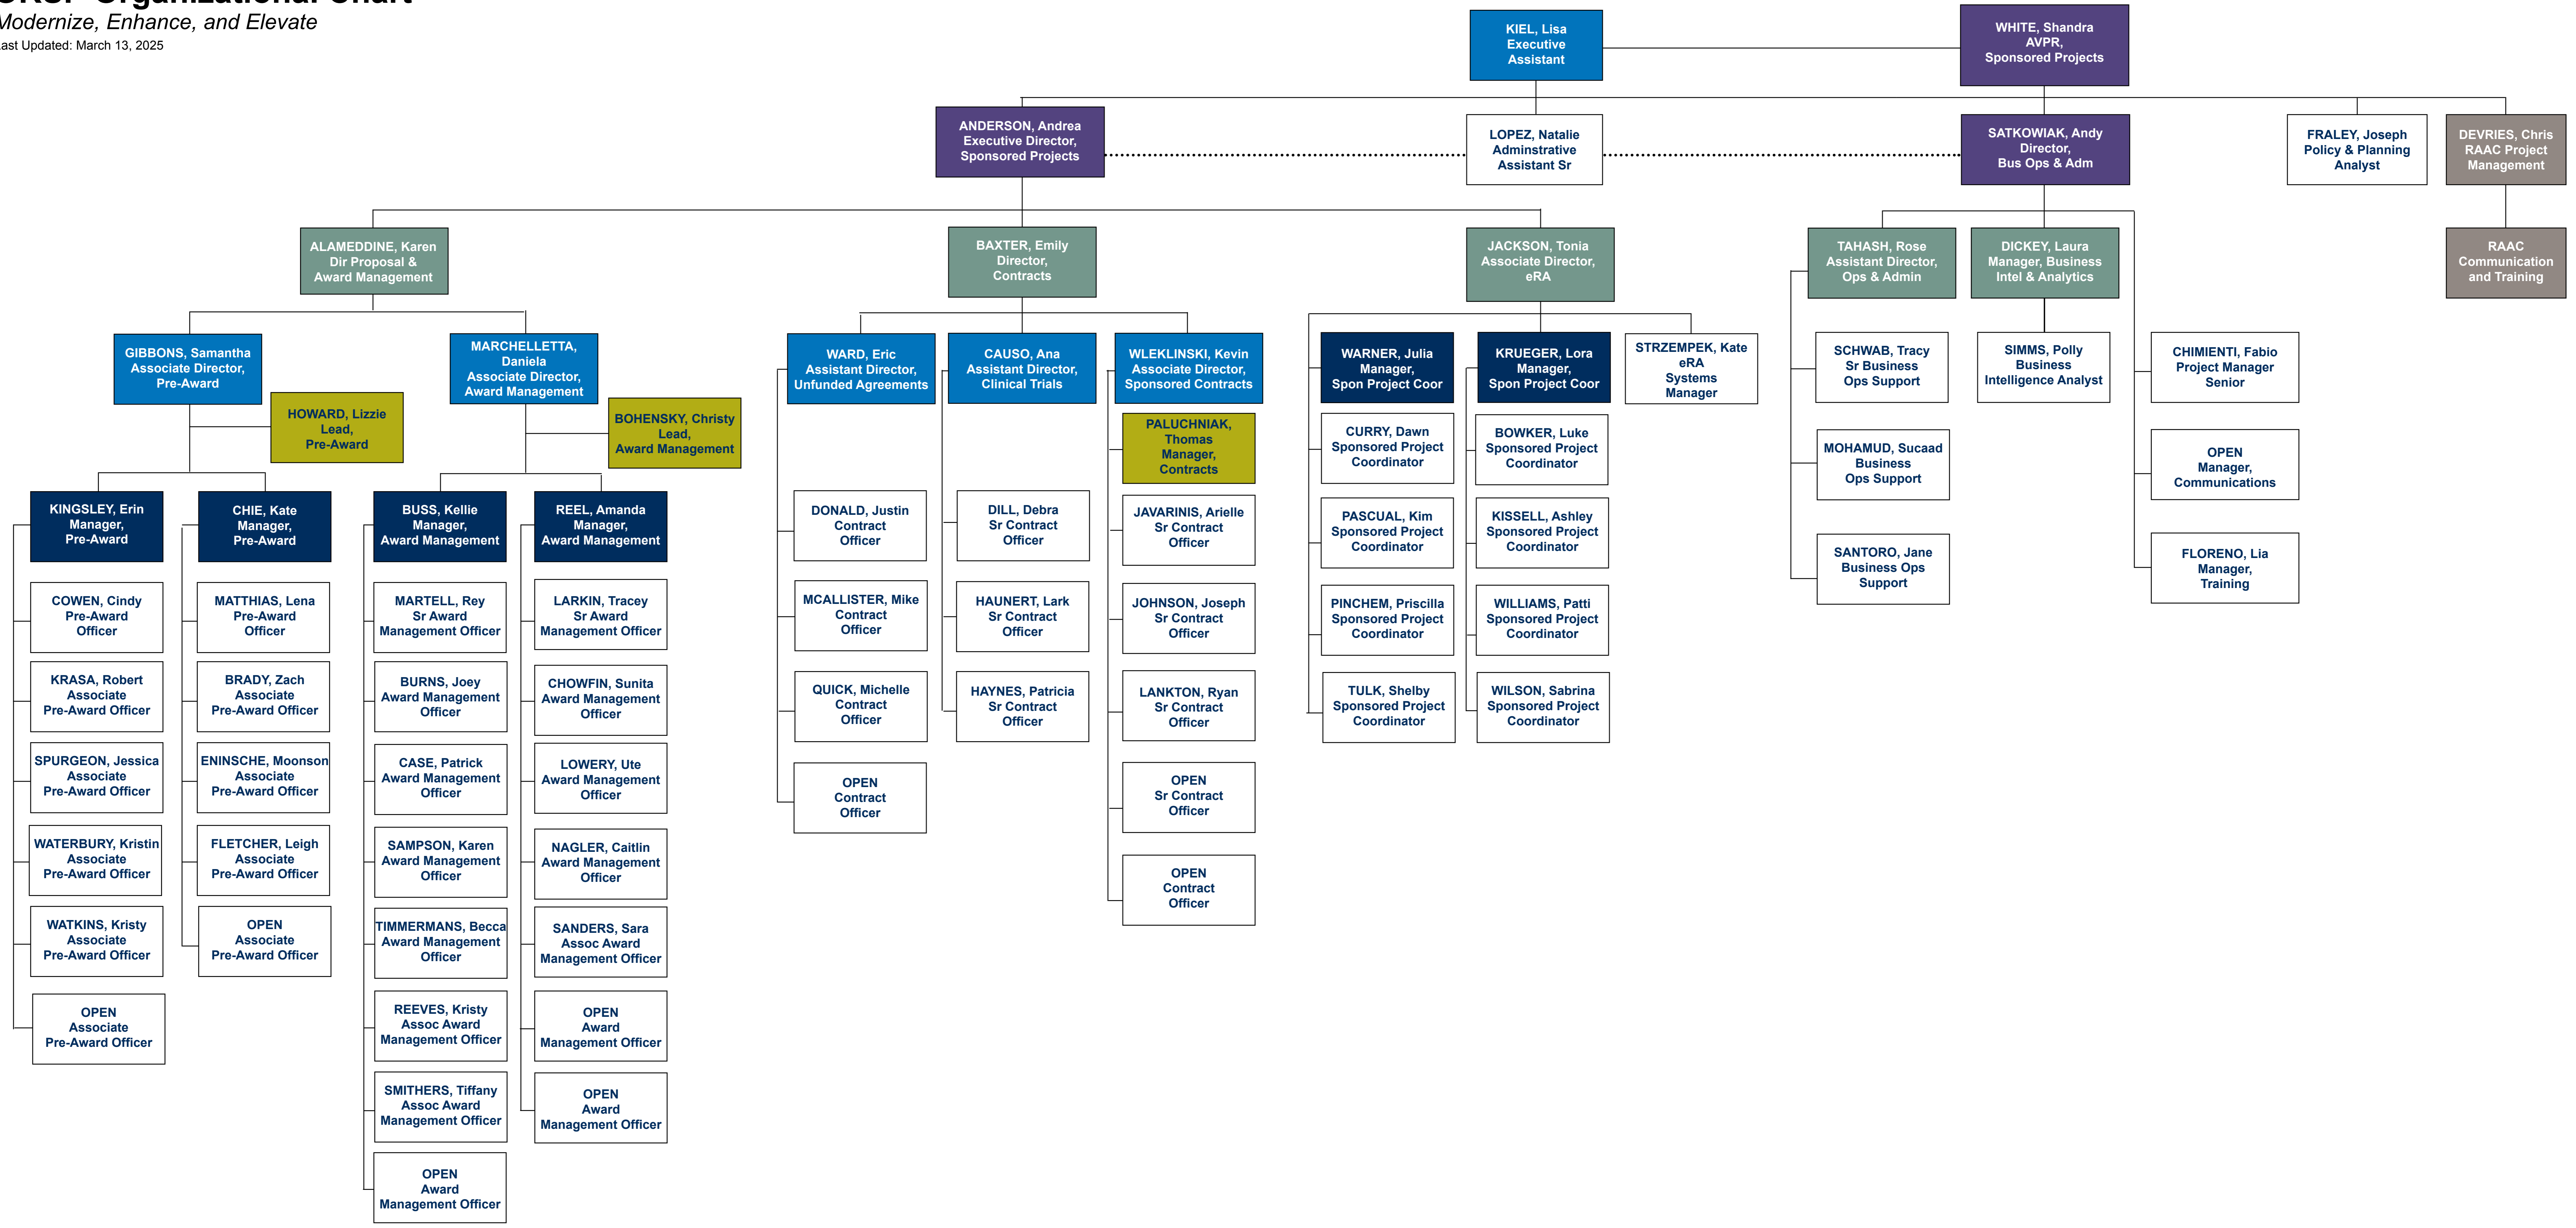 ORSP Organizational Chart
Modernize, Enhance, and Elevate
Last Updated: March 13, 2025
KIEL, Lisa
Executive
Assistant
WHITE, Shandra
AVPR,
Sponsored Projects
ANDERSON, Andrea
Executive Director,
Sponsored Projects
LOPEZ, Natalie
Adminstrative
Assistant Sr
SATKOWIAK, Andy
Director,
Bus Ops & Adm
FRALEY, Joseph
Policy & Planning
Analyst
DEVRIES, Chris
RAAC Project
Management
ALAMEDDINE, Karen
Dir Proposal &
Award Management
BAXTER, Emily
Director,
Contracts
JACKSON, Tonia
Associate Director,
eRA
TAHASH, Rose
Assistant Director,
Ops & Admin
DICKEY, Laura
Manager, Business
Intel & Analytics
RAAC
Communication
and Training
GIBBONS, Samantha
Associate Director,
Pre-Award
HOWARD, Lizzie
Lead,
Pre-Award
MARCHELLETTA,
Daniela
Associate Director,
Award Management
BOHENSKY, Christy
Lead,
Award Management
WARD, Eric
Assistant Director,
Unfunded Agreements
CAUSO, Ana
Assistant Director,
Clinical Trials
WLEKLINSKI, Kevin
Associate Director,
Sponsored Contracts
WARNER, Julia
Manager,
Spon Project Coor
KRUEGER, Lora
Manager,
Spon Project Coor
STRZEMPEK, Kate
eRA
Systems
Manager
SCHWAB, Tracy
Sr Business
Ops Support
SIMMS, Polly
Business
Intelligence Analyst
CHIMIENTI, Fabio
Project Manager
Senior
KINGSLEY, Erin
Manager,
Pre-Award
COWEN, Cindy
Pre-Award
Officer
KRASA, Robert
Associate
Pre-Award Officer
SPURGEON, Jessica
Associate
Pre-Award Officer
WATERBURY, Kristin
Associate
Pre-Award Officer
WATKINS, Kristy
Associate
Pre-Award Officer
OPEN
Associate
Pre-Award Officer
CHIE, Kate
Manager,
Pre-Award
MATTHIAS, Lena
Pre-Award
Officer
BRADY, Zach
Associate
Pre-Award Officer
ENINSCHE, Moonson
Associate
Pre-Award Officer
FLETCHER, Leigh
Associate
Pre-Award Officer
OPEN
Associate
Pre-Award Officer
BUSS, Kellie
Manager,
Award Management
MARTELL, Rey
Sr Award
Management Officer
BURNS, Joey
Award Management
Officer
CASE, Patrick
Award Management
Officer
SAMPSON, Karen
Award Management
Officer
TIMMERMANS, Becca
Award Management
Officer
REEVES, Kristy
Assoc Award
Management Officer
SMITHERS, Tiffany
Assoc Award
Management Officer
OPEN
Award
Management Officer
REEL, Amanda
Manager,
Award Management
LARKIN, Tracey
Sr Award
Management Officer
CHOWFIN, Sunita
Award Management
Officer
LOWERY, Ute
Award Management
Officer
NAGLER, Caitlin
Award Management
Officer
SANDERS, Sara
Assoc Award
Management Officer
OPEN
Award
Management Officer
OPEN
Award
Management Officer
DONALD, Justin
Contract
Officer
MCALLISTER, Mike
Contract
Officer
QUICK, Michelle
Contract
Officer
OPEN
Contract
Officer
DILL, Debra
Sr Contract
Officer
HAUNERT, Lark
Sr Contract
Officer
HAYNES, Patricia
Sr Contract
Officer
PALUCHNIAK,
Thomas
Manager,
Contracts
JAVARINIS, Arielle
Sr Contract
Officer
JOHNSON, Joseph
Sr Contract
Officer
LANKTON, Ryan
Sr Contract
Officer
OPEN
Sr Contract
Officer
OPEN
Contract
Officer
CURRY, Dawn
Sponsored Project
Coordinator
PASCUAL, Kim
Sponsored Project
Coordinator
PINCHEM, Priscilla
Sponsored Project
Coordinator
TULK, Shelby
Sponsored Project
Coordinator
BOWKER, Luke
Sponsored Project
Coordinator
KISSELL, Ashley
Sponsored Project
Coordinator
WILLIAMS, Patti
Sponsored Project
Coordinator
WILSON, Sabrina
Sponsored Project
Coordinator
MOHAMUD, Sucaad
Business
Ops Support
SANTORO, Jane
Business Ops
Support
OPEN
Manager,
Communications
FLORENO, Lia
Manager,
Training